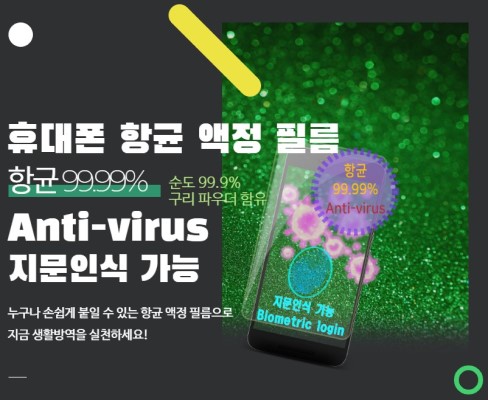 휴대폰 항균 액정 필름
항균 99.99%
순도 99.9%
구리 파우더 함유
Anti-virus
지문인식 가능
누구나 손쉽게 붙일 수 있는 항균 액정 필름으로
지금 생활방역을 실천하세요!
항균
99.99%
Anti-virus
지문인식 가능
Biometric login